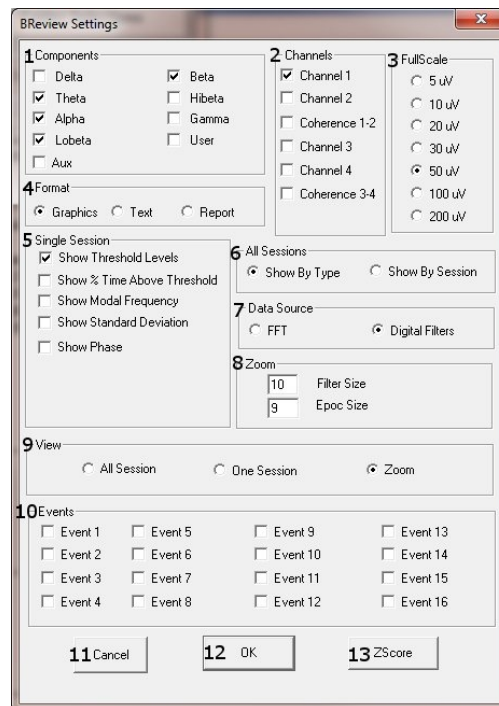 BReview Settings
1 Components
Delta
Beta
Theta
Hibeta
Alpha
Gamma
Lobeta
User
Aux
2 Channels
Channel 1
Channel 2
Coherence 1-2
Channel 3
Channel 4
Coherence 3-4
3 FullScale
5 uV
10 uV
20 uV
30 uV
50 uV
100 uV
200 uV
4 Format
Graphics
Text
Report
5 Single Session
Show Threshold Levels
Show % Time Above Threshold
Show Modal Frequency
Show Standard Deviation
Show Phase
6 All Sessions
Show By Type
Show By Session
7 Data Source
FFT
Digital Filters
8 Zoom
10 Filter Size
9 Epoc Size
9 View
All Session
One Session
Zoom
10 Events
Event 1
Event 5
Event 9
Event 13
Event 2
Event 6
Event 10
Event 14
Event 3
Event 7
Event 11
Event 15
Event 4
Event 8
Event 12
Event 16
11 Cancel
12 OK
13 ZScore